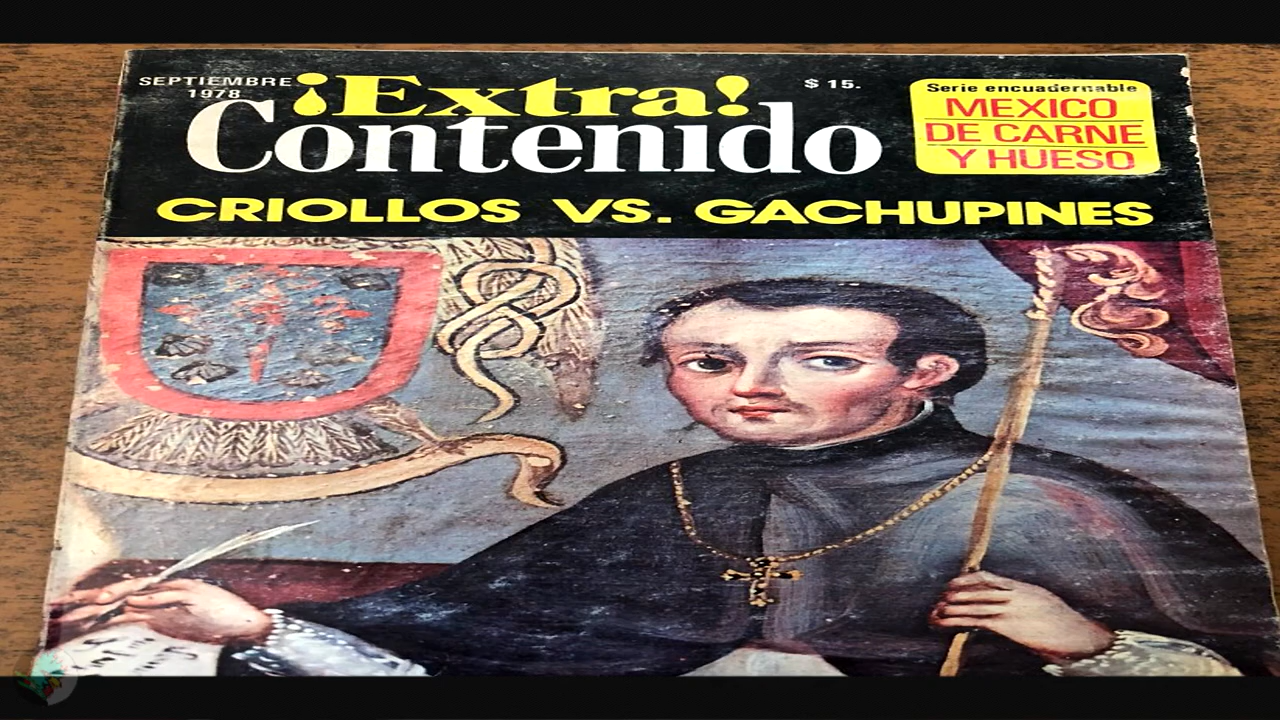 SEPTIEMBRE
1978
¡Extra!
$ 15.
Contenido
Serie encuadernable
MEXICO
DE CARNE
Y HUESO
CRIOLLOS VS. GACHUPINES